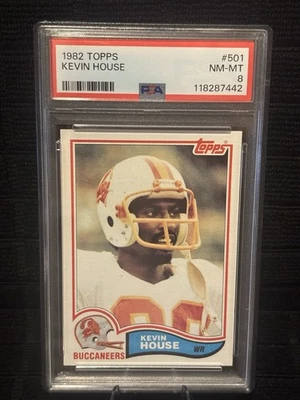 1982 TOPPS #501
KEVIN HOUSE NM-MT
8
PSA 118287442
Topps
KEVIN
HOUSE
BUCCANEERS WR